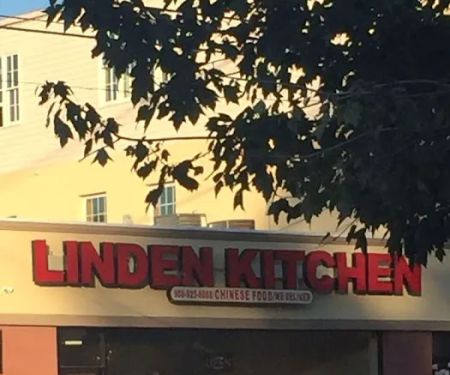 LINDEN KITCHEN
CHINESE FOOD/WE DELIVER